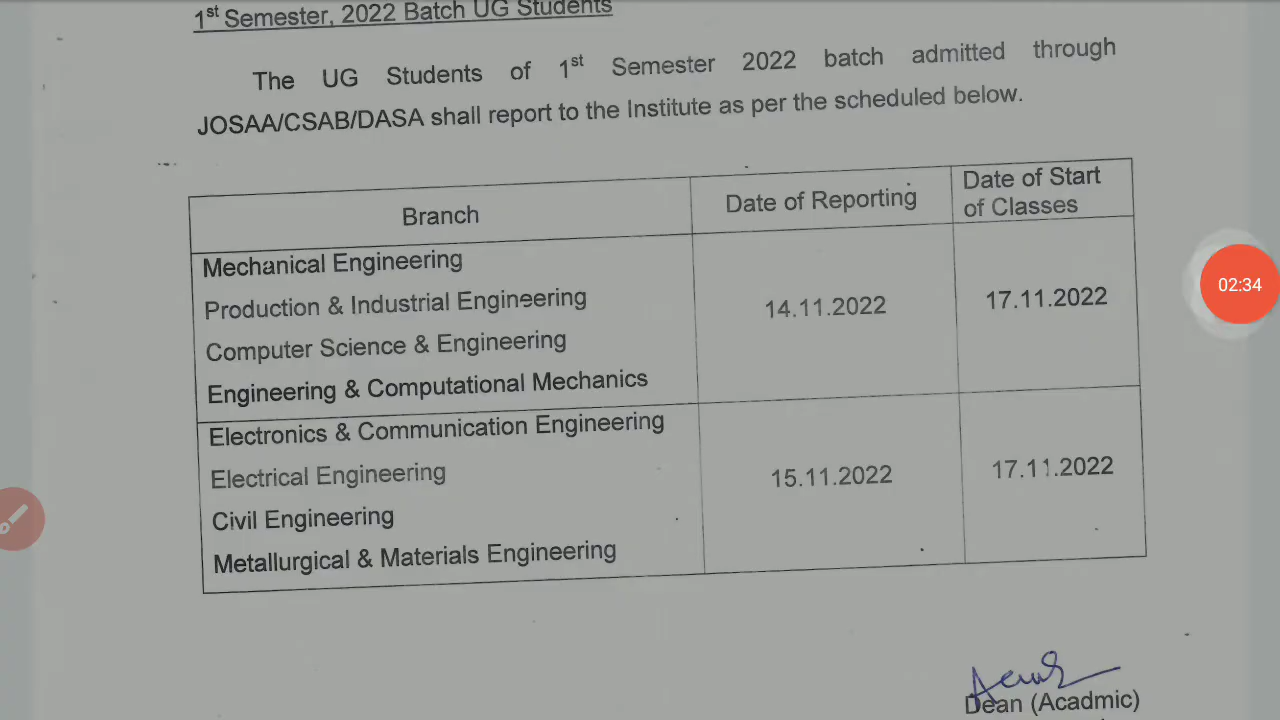 1st Semester, 2022 Batch UG Students
The UG Students of 1st Semester 2022 batch admitted through
JOSAA/CSAB/DASA shall report to the Institute as per the scheduled below.
Branch Date of Reporting Date of Start
of Classes
Mechanical Engineering
Production & Industrial Engineering
14.11.2022 17.11.2022
Computer Science & Engineering
Engineering & Computational Mechanics
Electronics & Communication Engineering
Electrical Engineering
15.11.2022 17.11.2022
Civil Engineering
Metallurgical & Materials Engineering
Dean (Acadmic)
02:34